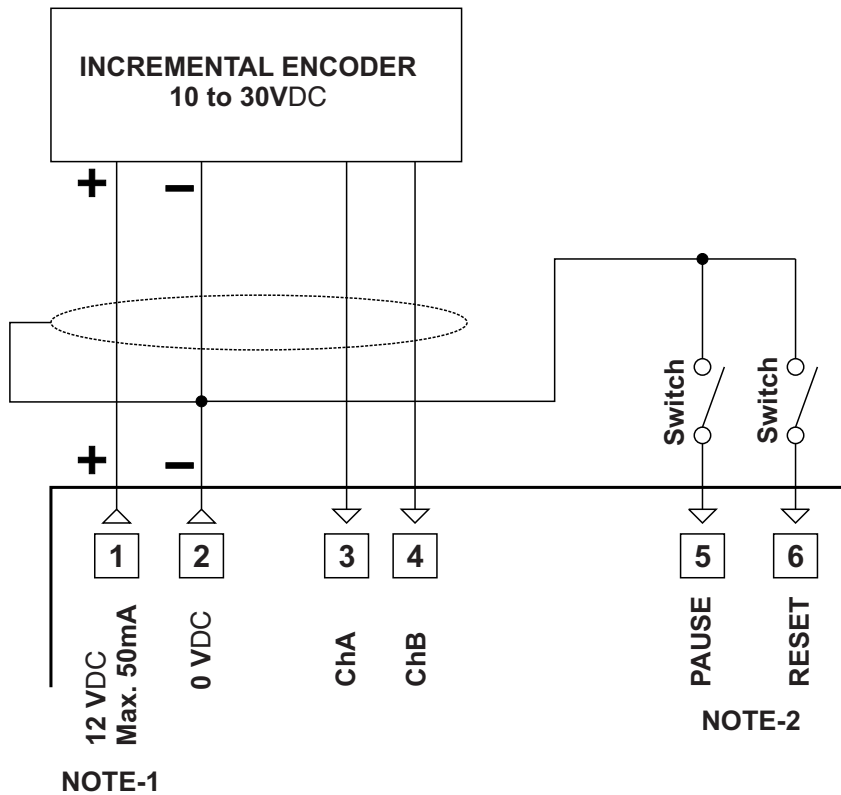 INCREMENTAL ENCODER
10 to 30VDC
+
−
Switch
Switch
+
−
1
2
3
4
5
6
12 VDC
Max. 50mA
0 VDC
ChA
ChB
PAUSE
RESET
NOTE-2
NOTE-1